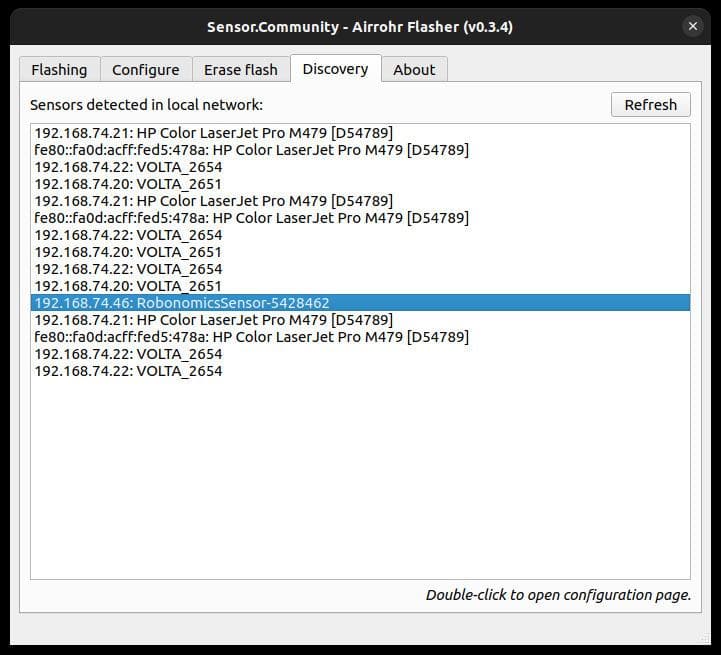 Sensor.Community - Airrohr Flasher (v0.3.4)
Flashing Configure Erase flash Discovery About
Sensors detected in local network: Refresh
192.168.74.21: HP Color LaserJet Pro M479 [D54789]
fe80::fa0d:acff:fed5:478a: HP Color LaserJet Pro M479 [D54789]
192.168.74.22: VOLTA_2654
192.168.74.20: VOLTA_2651
192.168.74.21: HP Color LaserJet Pro M479 [D54789]
fe80::fa0d:acff:fed5:478a: HP Color LaserJet Pro M479 [D54789]
192.168.74.22: VOLTA_2654
192.168.74.20: VOLTA_2651
192.168.74.22: VOLTA_2654
192.168.74.20: VOLTA_2651
192.168.74.46: RobonomicsSensor-5428462
192.168.74.21: HP Color LaserJet Pro M479 [D54789]
fe80::fa0d:acff:fed5:478a: HP Color LaserJet Pro M479 [D54789]
192.168.74.22: VOLTA_2654
192.168.74.22: VOLTA_2654
Double-click to open configuration page.